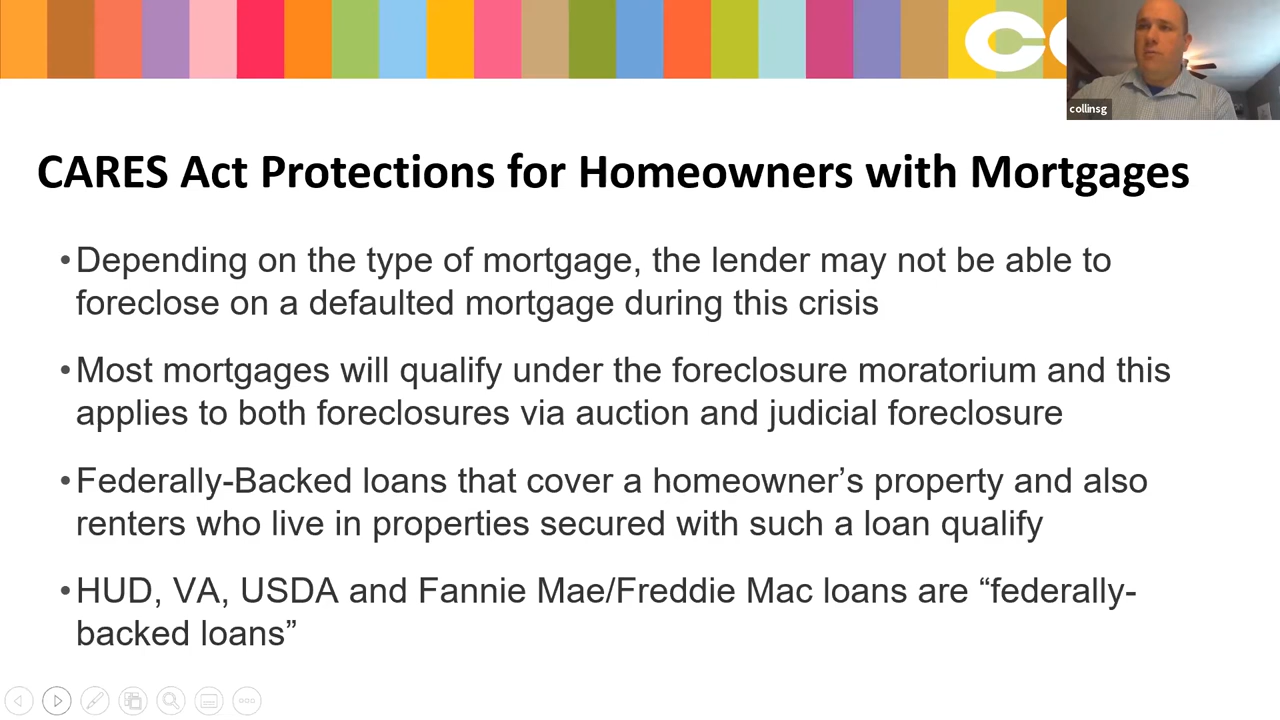 collinsg
CARES Act Protections for Homeowners with Mortgages
•Depending on the type of mortgage, the lender may not be able to
foreclose on a defaulted mortgage during this crisis
•Most mortgages will qualify under the foreclosure moratorium and this
applies to both foreclosures via auction and judicial foreclosure
•Federally-Backed loans that cover a homeowner’s property and also
renters who live in properties secured with such a loan qualify
•HUD, VA, USDA and Fannie Mae/Freddie Mac loans are “federally-
backed loans”